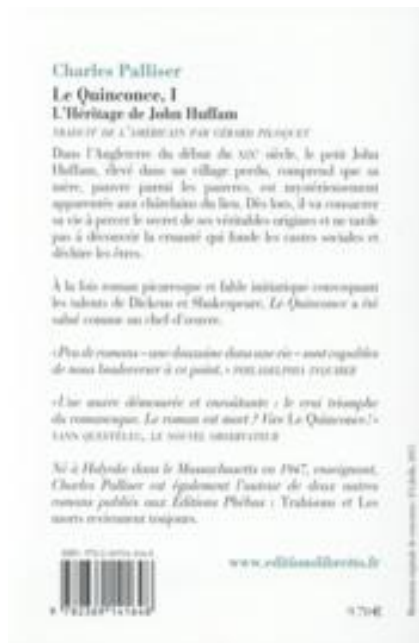 Charles Palliser
Le Quinconce, I
L'Héritage de John Huffam
TRADUIT DE L'AMÉRICAIN PAR GÉRARD PILOQUET
Dans l'Angleterre du début du XIXe siècle, le petit John
Huffam, élevé dans un village perdu, comprend que sa
mère, pauvre parmi les pauvres, est mystérieusement
apparentée aux châtelains du lieu. Dès lors, il va consacrer
sa vie à percer le secret de ses véritables origines et ne tarde
pas à découvrir la cruauté qui fonde les castes sociales et
déchire les êtres.
À la fois roman picaresque et fable initiatique convoquant
les talents de Dickens et Shakespeare, Le Quinconce a été
salué comme un chef-d'œuvre.
«Peu de romans – une douzaine dans une vie – sont capables
de nous bouleverser à ce point.» PHILADELPHIA INQUIRER
«Une œuvre démesurée et envoûtante : le vrai triomphe
du romanesque. Le roman est mort ? Vive Le Quinconce!»
YANN QUEFFÉLEC, LE NOUVEL OBSERVATEUR
Né à Holyoke dans le Massachusetts en 1947, enseignant,
Charles Palliser est également l'auteur de deux autres
romans publiés aux Éditions Phébus : Trahisons et Les
morts reviennent toujours.
www.editionslibretto.fr
9.70€